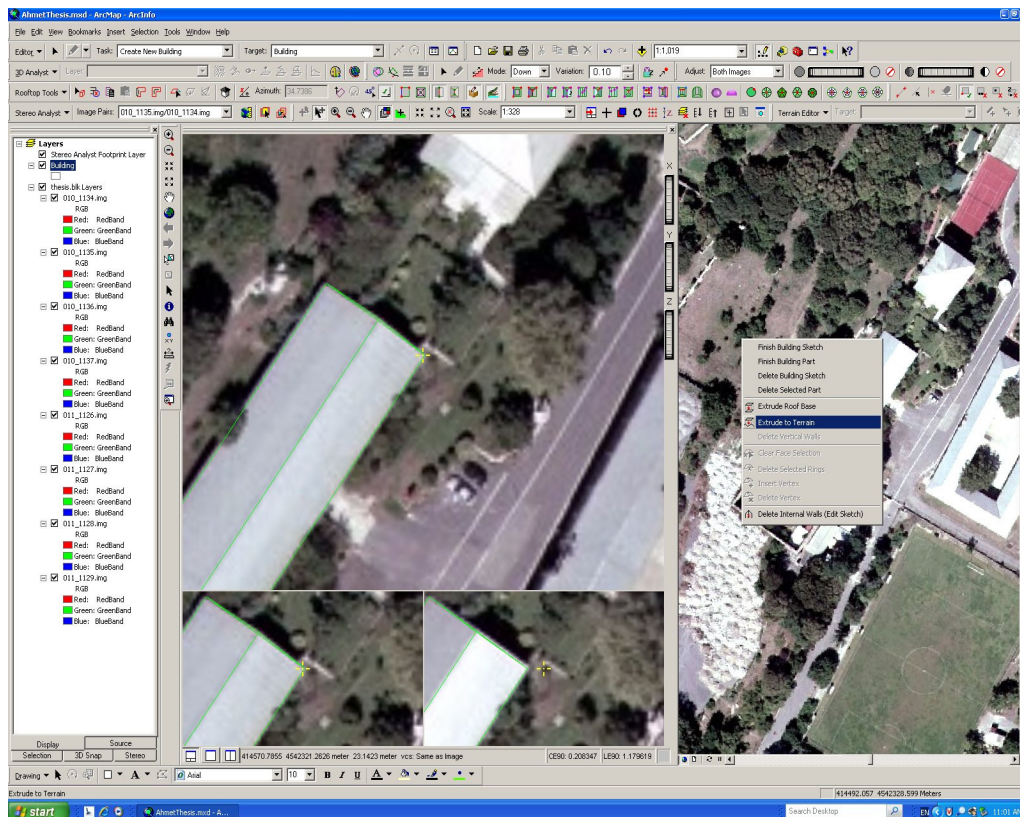 AhmetThesis.mxd - ArcMap - ArcInfo
File Edit View Bookmarks Insert Selection Tools Window Help
Editor Task: Create New Building Target: Building 1:1,019
3D Analyst Layer: Mode: Down Variation: 0.10 Adjust: Both Images
Rooftop Tools Azimuth: 34.7386
Stereo Analyst Image Pairs: 010_1135.img/010_1134.img Scale: 1:328 Terrain Editor Target:
Layers
Stereo Analyst Footprint Layer
Building
thesis.blk Layers
010_1134.img
RGB
Red: RedBand
Green: GreenBand
Blue: BlueBand
010_1135.img
RGB
Red: RedBand
Green: GreenBand
Blue: BlueBand
010_1136.img
RGB
Red: RedBand
Green: GreenBand
Blue: BlueBand
010_1137.img
RGB
Red: RedBand
Green: GreenBand
Blue: BlueBand
011_1126.img
RGB
Red: RedBand
Green: GreenBand
Blue: BlueBand
011_1127.img
RGB
Red: RedBand
Green: GreenBand
Blue: BlueBand
011_1128.img
RGB
Red: RedBand
Green: GreenBand
Blue: BlueBand
011_1129.img
RGB
Red: RedBand
Green: GreenBand
Blue: BlueBand
X
Y
Z
Finish Building Sketch
Finish Building Part
Delete Building Sketch
Delete Selected Part
Extrude Roof Base
Extrude to Terrain
Delete Vertical Walls
Clear Face Selection
Delete Selected Rings
Insert Vertex
Delete Vertex
Delete Internal Walls (Edit Sketch)
Display Source
Selection 3D Snap Stereo
414570.7855 4542321.2626 meter 23.1423 meter vcs: Same as Image CE90: 0.208347 LE90: 1.179619
Drawing A Arial 10 B I U A
Extrude to Terrain 414492.057 4542328.599 Meters
start AhmetThesis.mxd - A... Search Desktop EN 11:01 AM